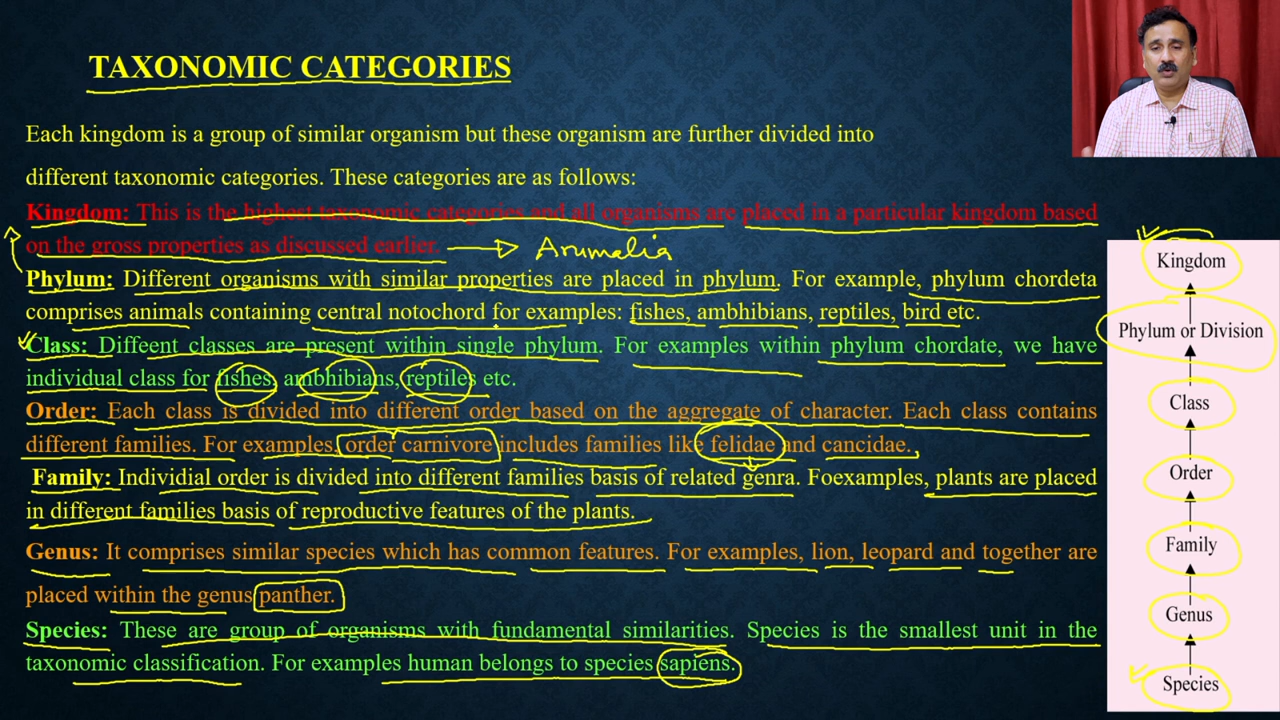 TAXONOMIC CATEGORIES
Each kingdom is a group of similar organism but these organism are further divided into
different taxonomic categories. These categories are as follows:
Kingdom: This is the highest taxonomic categories and all organisms are placed in a particular kingdom based
on the gross properties as discussed earlier. Animalia
Phylum: Different organisms with similar properties are placed in phylum. For example, phylum chordeta
comprises animals containing central notochord for examples: fishes, ambhibians, reptiles, bird etc.
Class: Diffeent classes are present within single phylum. For examples within phylum chordate, we have
individual class for fishes, ambhibians, reptiles etc.
Order: Each class is divided into different order based on the aggregate of character. Each class contains
different families. For examples, order carnivore includes families like felidae and cancidae.
Family: Individial order is divided into different families basis of related genra. Foexamples, plants are placed
in different families basis of reproductive features of the plants.
Genus: It comprises similar species which has common features. For examples, lion, leopard and together are
placed within the genus panther.
Species: These are group of organisms with fundamental similarities. Species is the smallest unit in the
taxonomic classification. For examples human belongs to species sapiens.
Kingdom
Phylum or Division
Class
Order
Family
Genus
Species